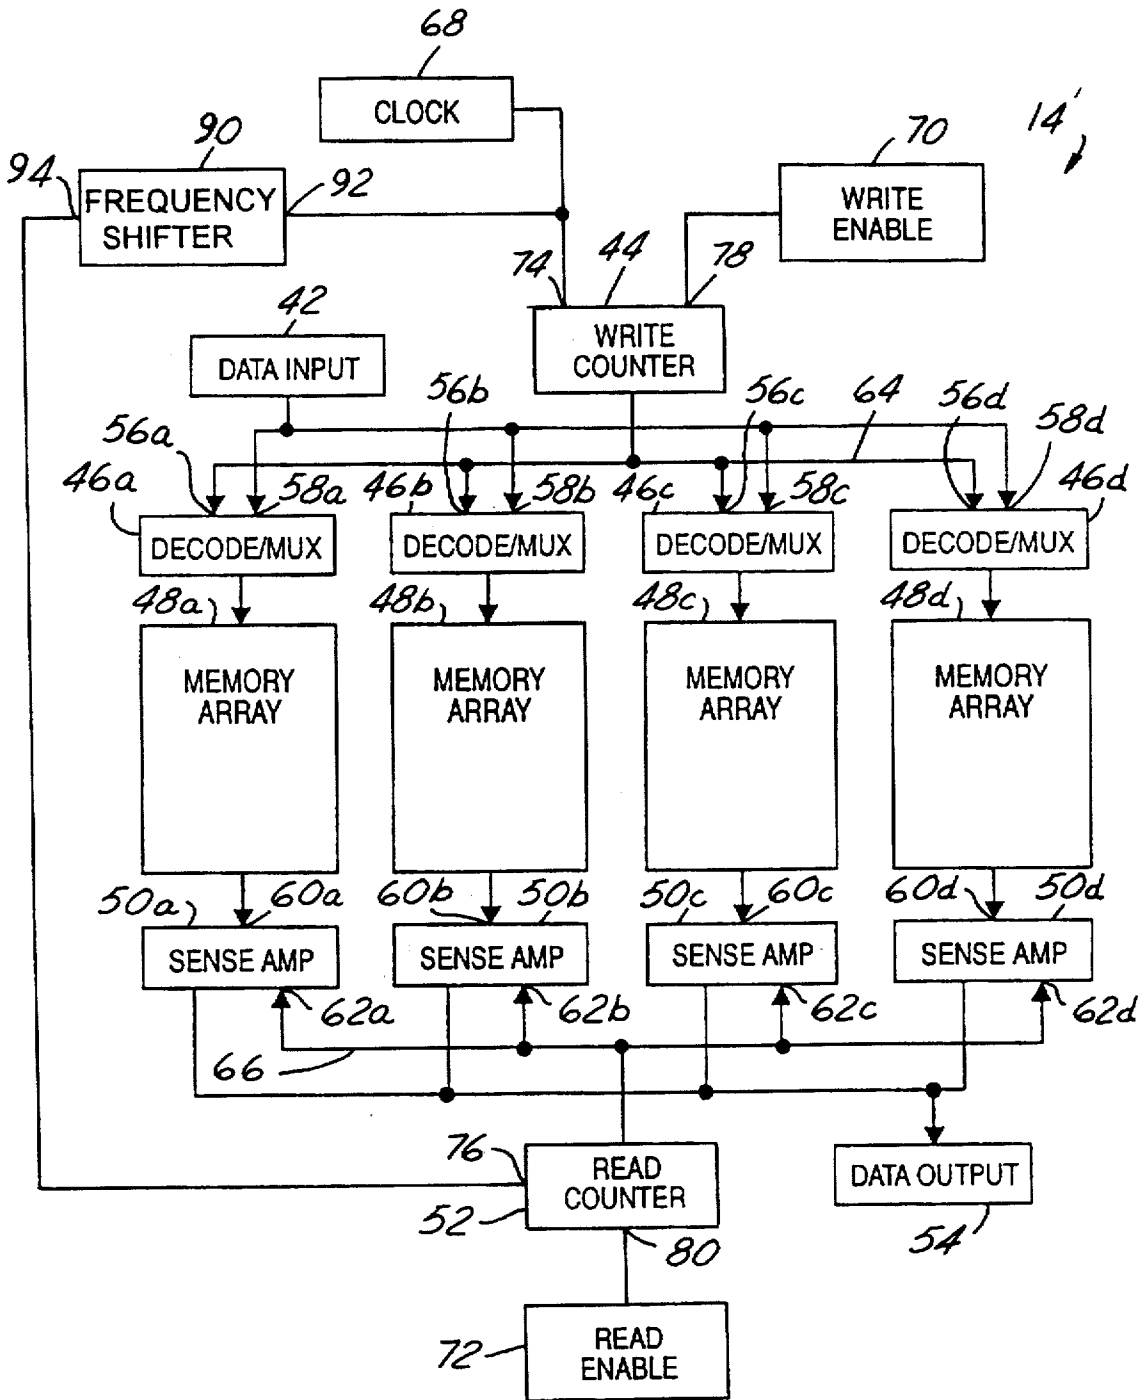 68
CLOCK
14'
90
70
94
FREQUENCY
SHIFTER
92
WRITE
ENABLE
74
44
78
42
WRITE
COUNTER
DATA INPUT
56b
56c
64
56d
58d
56a
46a
58a
46b
58b
46c
58c
46d
DECODE/MUX
DECODE/MUX
DECODE/MUX
DECODE/MUX
48a
48b
48c
48d
MEMORY
ARRAY
MEMORY
ARRAY
MEMORY
ARRAY
MEMORY
ARRAY
50a
60a
60b
50b
50c
60c
60d
50d
SENSE AMP
SENSE AMP
SENSE AMP
SENSE AMP
62a
62b
62c
62d
66
76
READ
COUNTER
DATA OUTPUT
52
80
54
72
READ
ENABLE